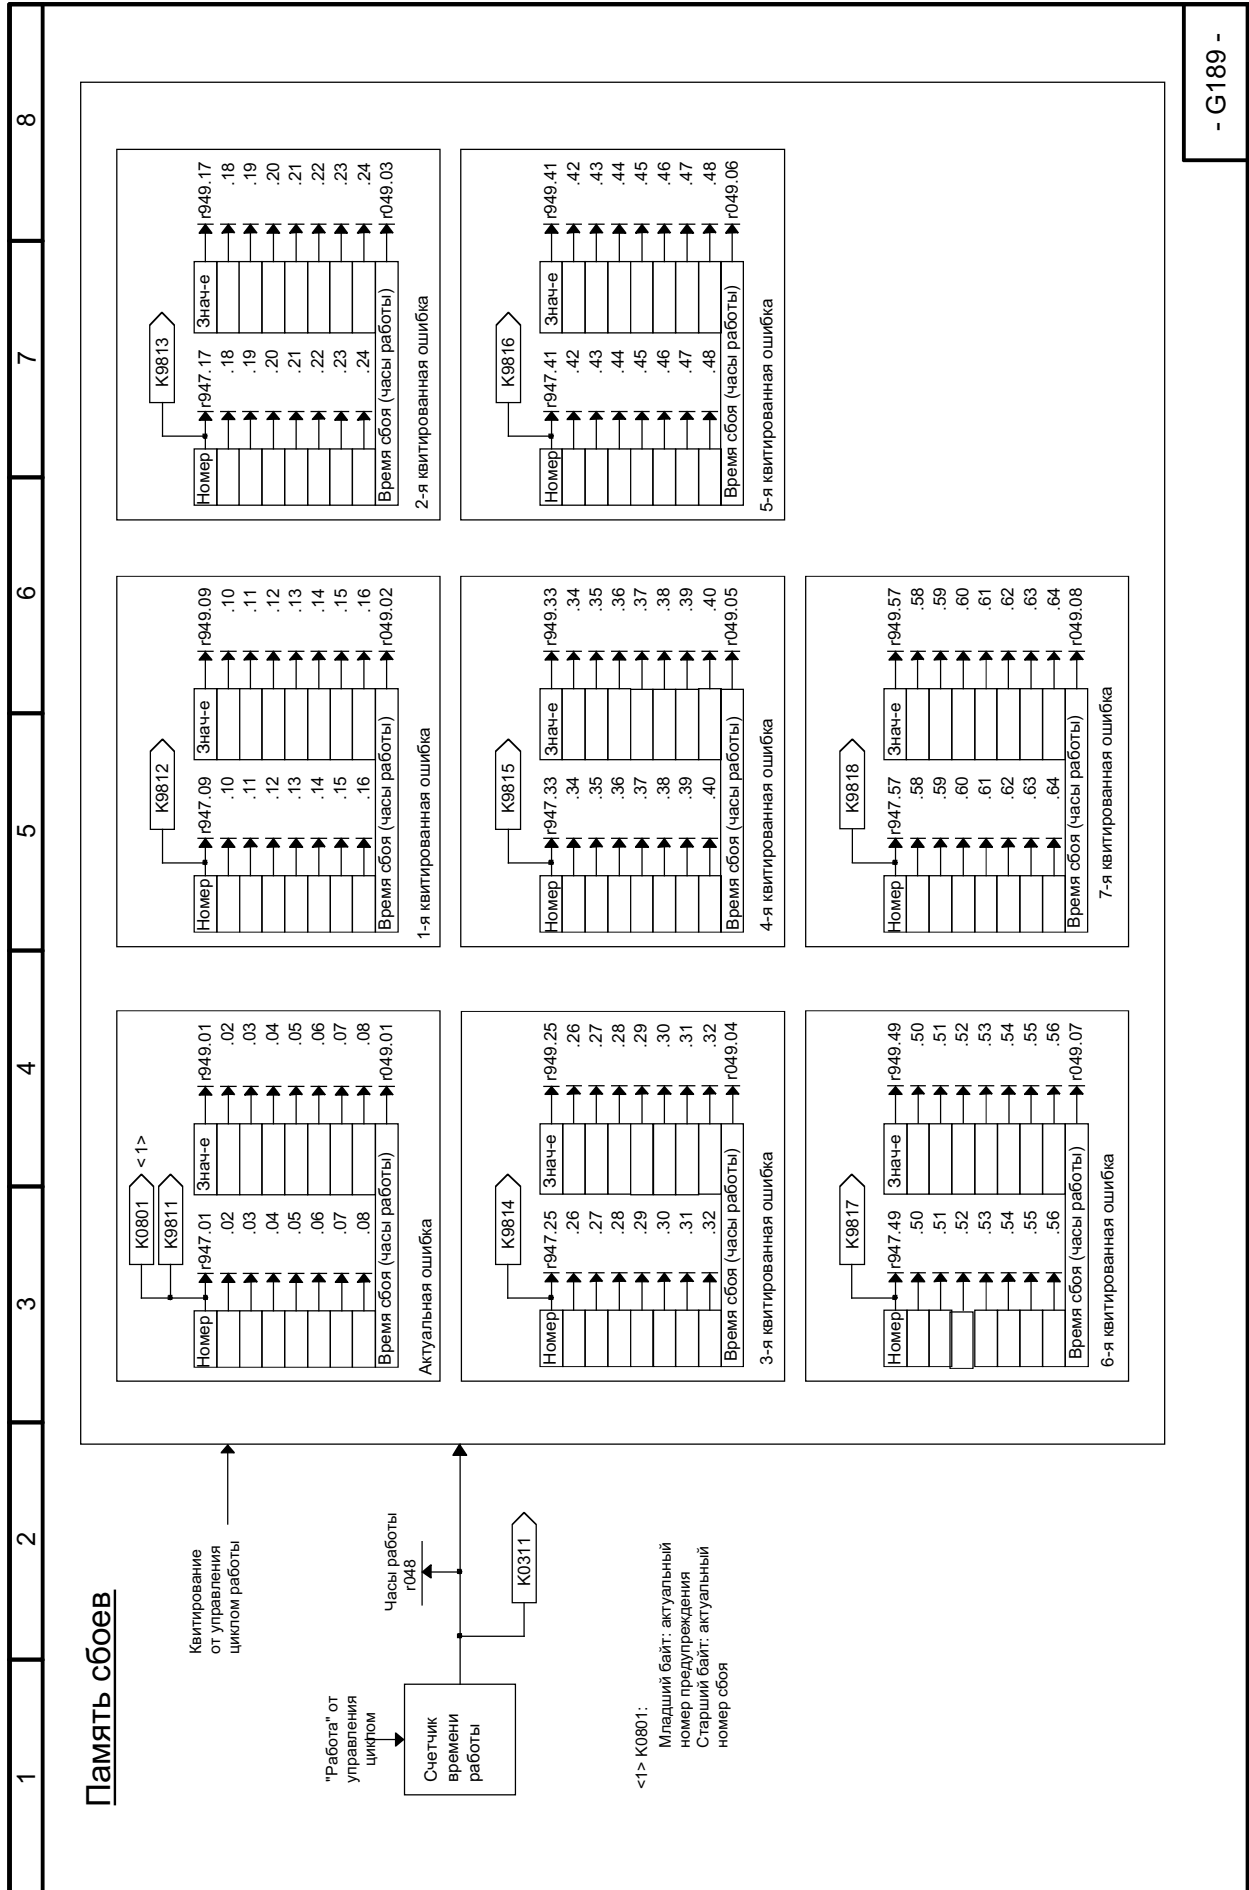 1
2
3
4
5
6
7
8
Память сбоев
Квитирование
от управления
циклом работы
"Работа" от
управления
циклом
Счетчик
времени
работы
Часы работы
r048
K0311
<1> K0801:
Младший байт: актуальный
номер предупреждения
Старший байт: актуальный
номер сбоя
K0801
<1>
K9811
Номер
r947.01
Знач-е
r949.01
.02
.02
.03
.03
.04
.04
.05
.05
.06
.06
.07
.07
.08
.08
Время сбоя (часы работы)
r049.01
Актуальная ошибка
K9812
Номер
r947.09
Знач-е
r949.09
.10
.10
.11
.11
.12
.12
.13
.13
.14
.14
.15
.15
.16
.16
Время сбоя (часы работы)
r049.02
1-я квитированная ошибка
K9813
Номер
r947.17
Знач-е
r949.17
.18
.18
.19
.19
.20
.20
.21
.21
.22
.22
.23
.23
.24
.24
Время сбоя (часы работы)
r049.03
2-я квитированная ошибка
K9814
Номер
r947.25
Знач-е
r949.25
.26
.26
.27
.27
.28
.28
.29
.29
.30
.30
.31
.31
.32
.32
Время сбоя (часы работы)
r049.04
3-я квитированная ошибка
K9815
Номер
r947.33
Знач-е
r949.33
.34
.34
.35
.35
.36
.36
.37
.37
.38
.38
.39
.39
.40
.40
Время сбоя (часы работы)
r049.05
4-я квитированная ошибка
K9816
Номер
r947.41
Знач-е
r949.41
.42
.42
.43
.43
.44
.44
.45
.45
.46
.46
.47
.47
.48
.48
Время сбоя (часы работы)
r049.06
5-я квитированная ошибка
K9817
Номер
r947.49
Знач-е
r949.49
.50
.50
.51
.51
.52
.52
.53
.53
.54
.54
.55
.55
.56
.56
Время сбоя (часы работы)
r049.07
6-я квитированная ошибка
K9818
Номер
r947.57
Знач-е
r949.57
.58
.58
.59
.59
.60
.60
.61
.61
.62
.62
.63
.63
.64
.64
Время сбоя (часы работы)
r049.08
7-я квитированная ошибка
- G189 -